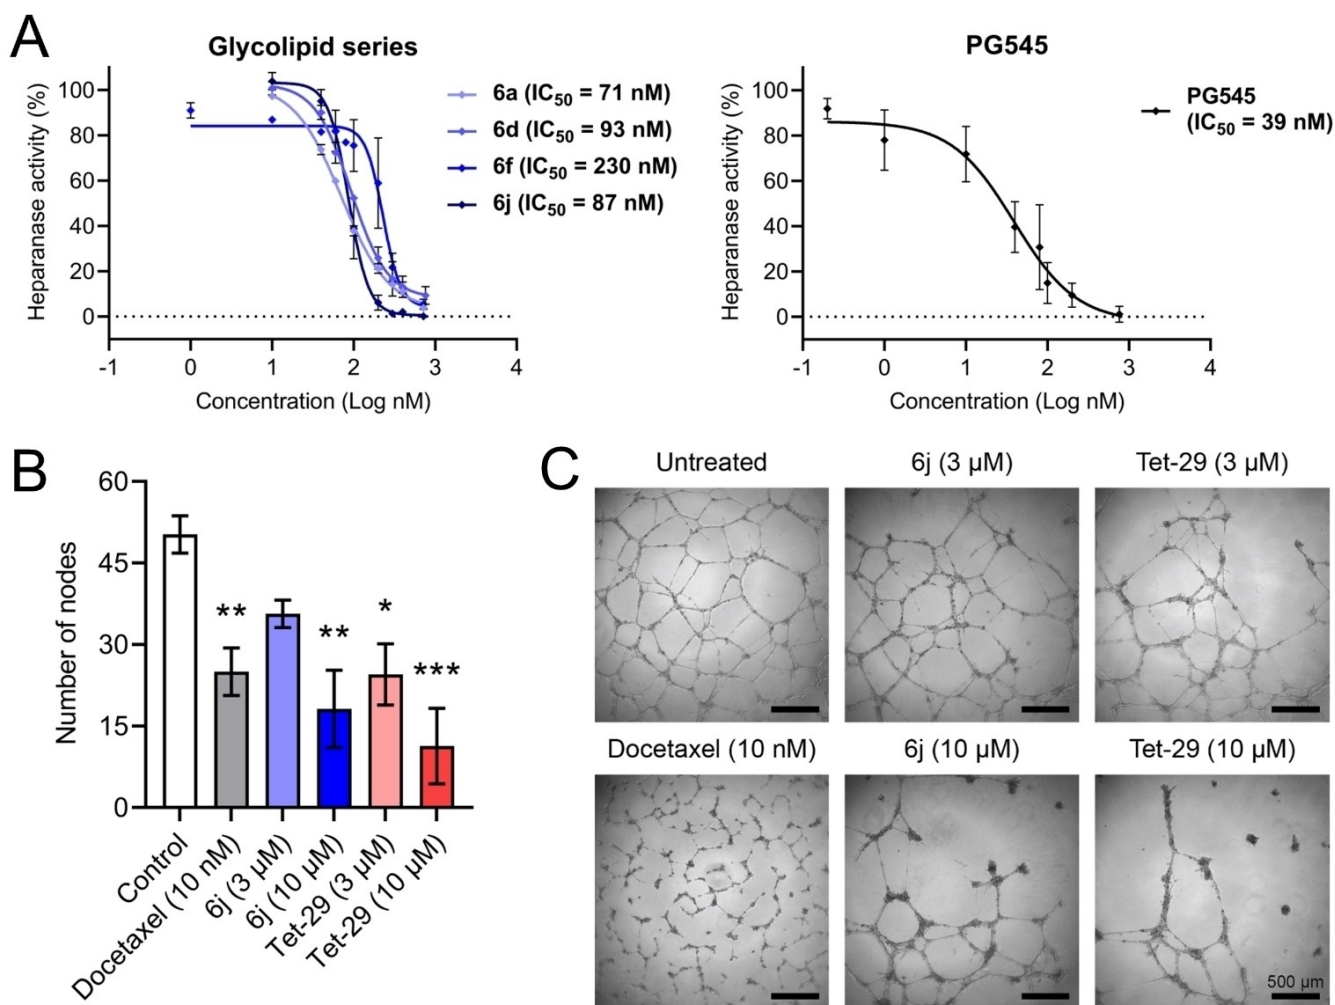 A
Glycolipid series
Heparanase activity (%)
100
80
60
40
20
0
-1 0 1 2 3 4
Concentration (Log nM)
6a (IC50 = 71 nM)
6d (IC50 = 93 nM)
6f (IC50 = 230 nM)
6j (IC50 = 87 nM)
PG545
Heparanase activity (%)
100
80
60
40
20
0
-1 0 1 2 3 4
Concentration (Log nM)
PG545
(IC50 = 39 nM)
B
Number of nodes
60
45
30
15
0
**
**
*
***
Control
Docetaxel (10 nM)
6j (3 µM)
6j (10 µM)
Tet-29 (3 µM)
Tet-29 (10 µM)
C
Untreated
6j (3 µM)
Tet-29 (3 µM)
Docetaxel (10 nM)
6j (10 µM)
Tet-29 (10 µM)
500 µm